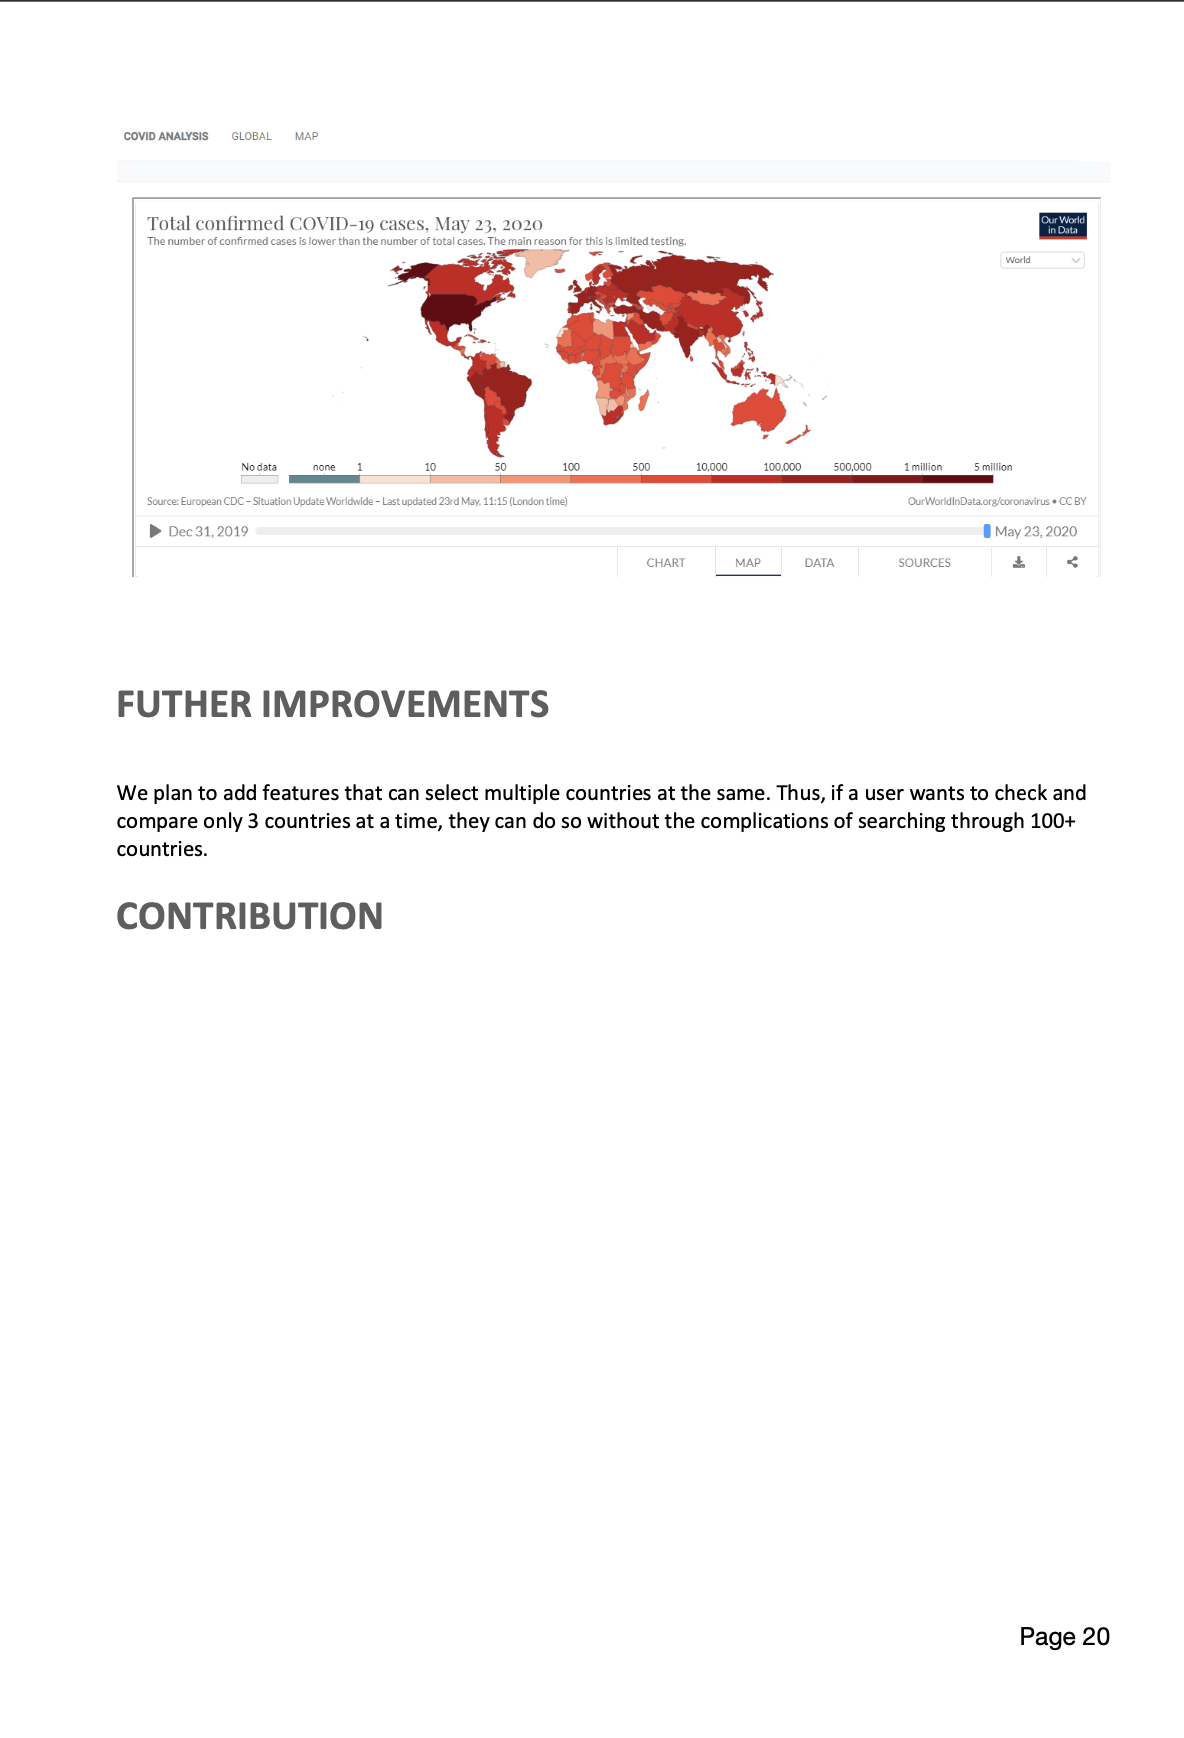 COVID ANALYSIS GLOBAL MAP
Total confirmed COVID-19 cases, May 23, 2020
The number of confirmed cases is lower than the number of total cases. The main reason for this is limited testing.
Our World
in Data
World
No data none 1 10 50 100 500 10,000 100,000 500,000 1 million 5 million
Source: European CDC – Situation Update Worldwide – Last updated 23rd May, 11:15 (London time) OurWorldInData.org/coronavirus • CC BY
Dec 31, 2019 May 23, 2020
CHART MAP DATA SOURCES
FUTHER IMPROVEMENTS
We plan to add features that can select multiple countries at the same. Thus, if a user wants to check and
compare only 3 countries at a time, they can do so without the complications of searching through 100+
countries.
CONTRIBUTION
Page 20